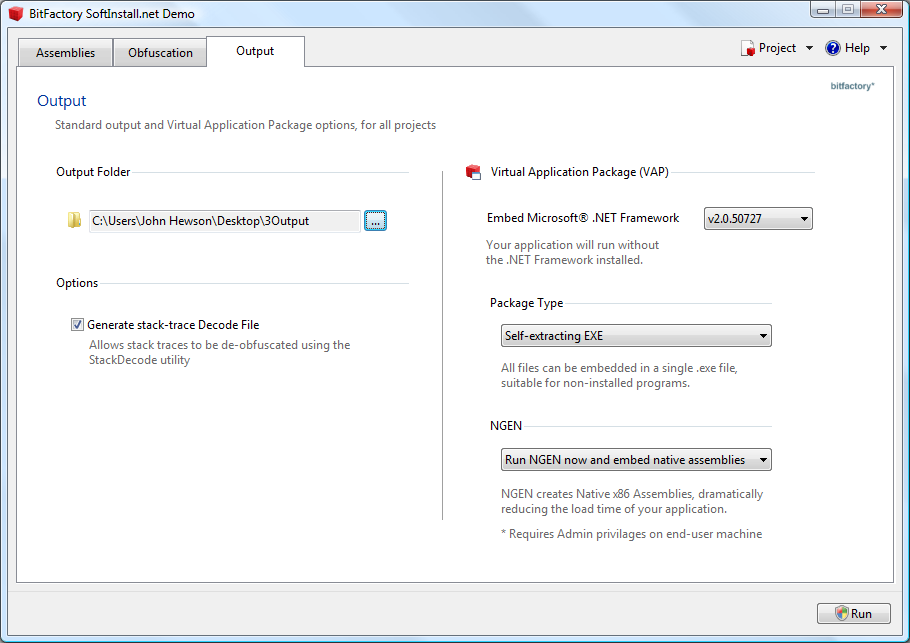 BitFactory SoftInstall.net Demo
Assemblies
Obfuscation
Output
Project
Help
bitfactory*
Output
Standard output and Virtual Application Package options, for all projects
Output Folder
C:\Users\John Hewson\Desktop\3Output
...
Options
Generate stack-trace Decode File
Allows stack traces to be de-obfuscated using the
StackDecode utility
Virtual Application Package (VAP)
Embed Microsoft® .NET Framework
v2.0.50727
Your application will run without
the .NET Framework installed.
Package Type
Self-extracting EXE
All files can be embedded in a single .exe file,
suitable for non-installed programs.
NGEN
Run NGEN now and embed native assemblies
NGEN creates Native x86 Assemblies, dramatically
reducing the load time of your application.
* Requires Admin privilages on end-user machine
Run